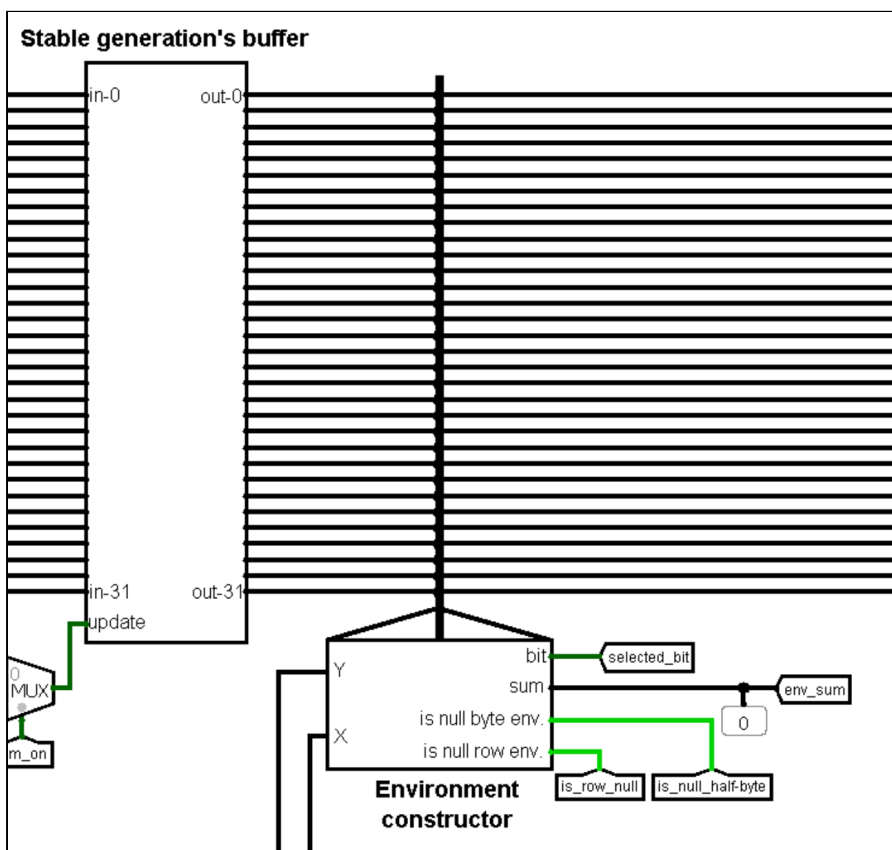 Stable generation's buffer
in-0 out-0
in-31 out-31
update
0
MUX
m_on
Y
X
bit
sum
is null byte env.
is null row env.
selected_bit
env_sum
0
is_row_null
is_null_half-byte
Environment
constructor